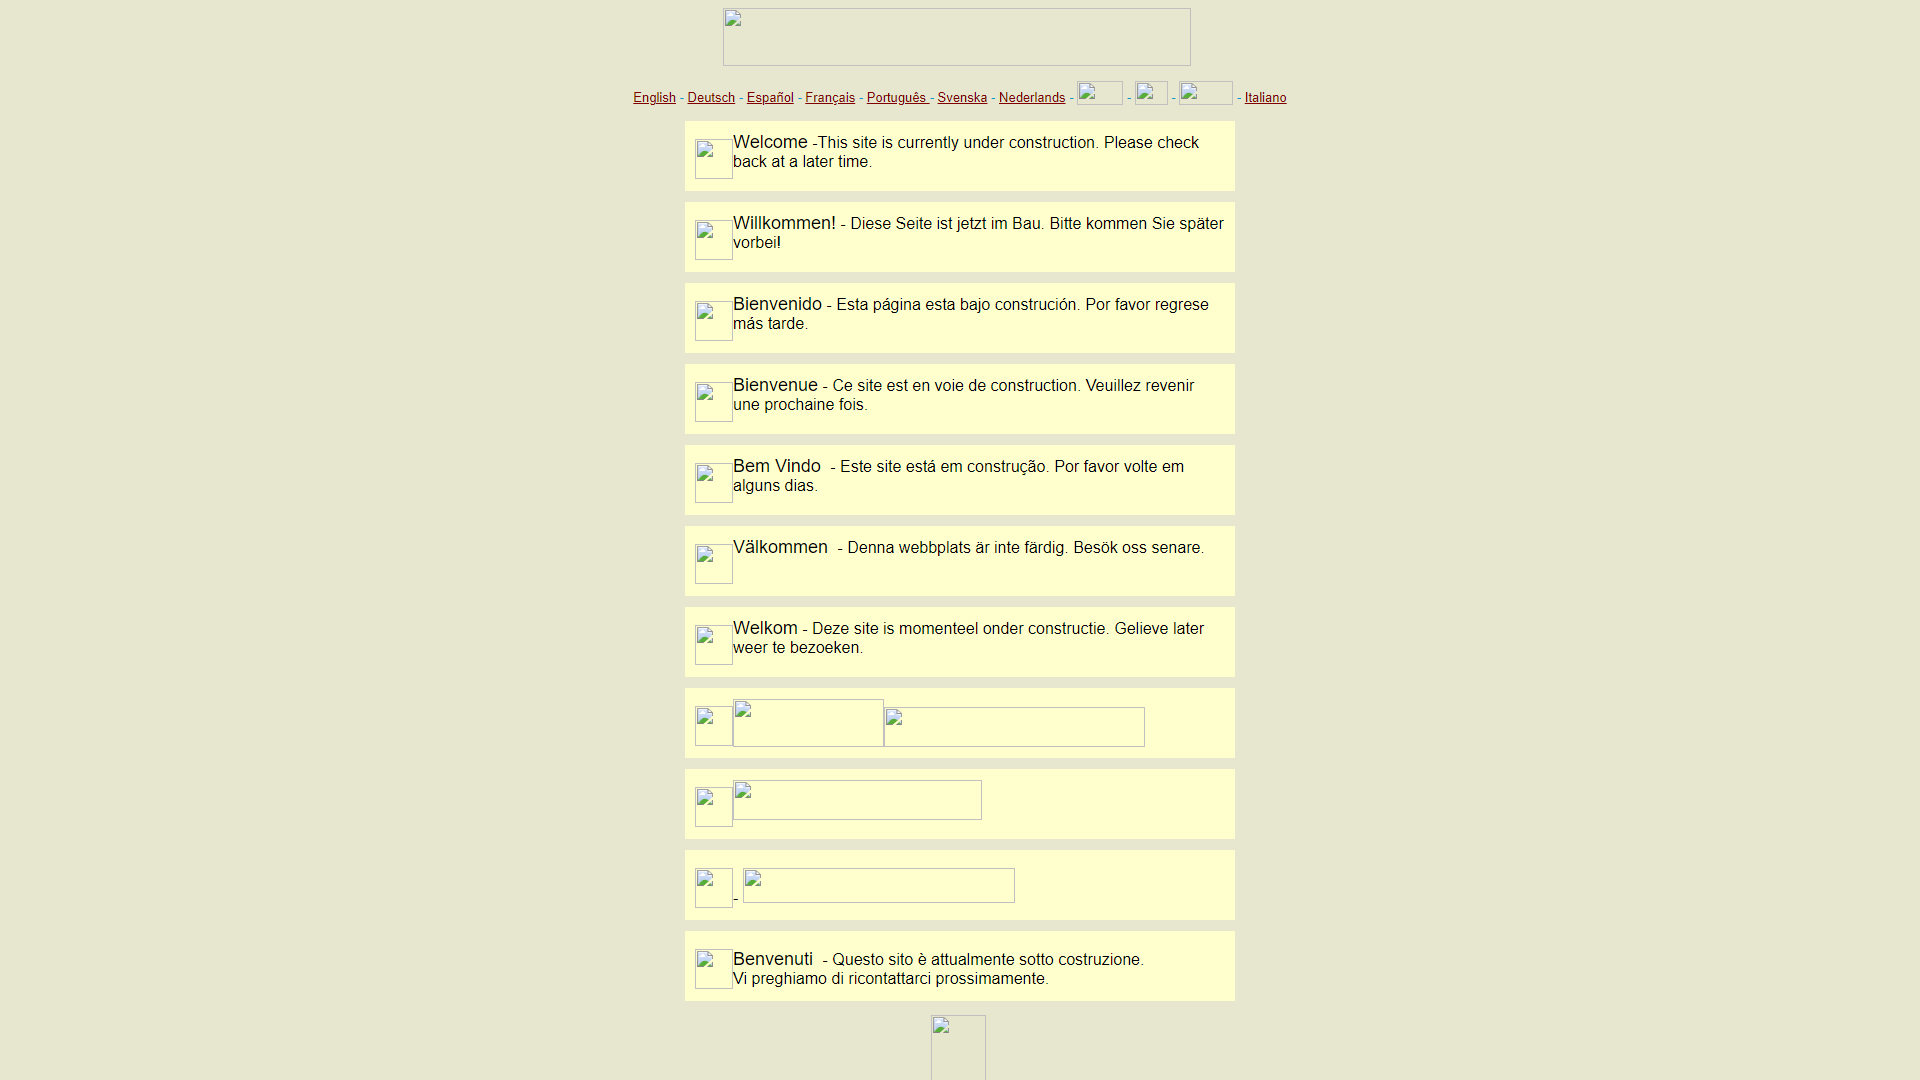 English - Deutsch - Español - Français - Português - Svenska - Nederlands - - - - Italiano
Welcome -This site is currently under construction. Please check
back at a later time.
Willkommen! - Diese Seite ist jetzt im Bau. Bitte kommen Sie später
vorbei!
Bienvenido - Esta página esta bajo construción. Por favor regrese
más tarde.
Bienvenue - Ce site est en voie de construction. Veuillez revenir
une prochaine fois.
Bem Vindo - Este site está em construção. Por favor volte em
alguns dias.
Välkommen - Denna webbplats är inte färdig. Besök oss senare.
Welkom - Deze site is momenteel onder constructie. Gelieve later
weer te bezoeken.
-
Benvenuti - Questo sito è attualmente sotto costruzione.
Vi preghiamo di ricontattarci prossimamente.